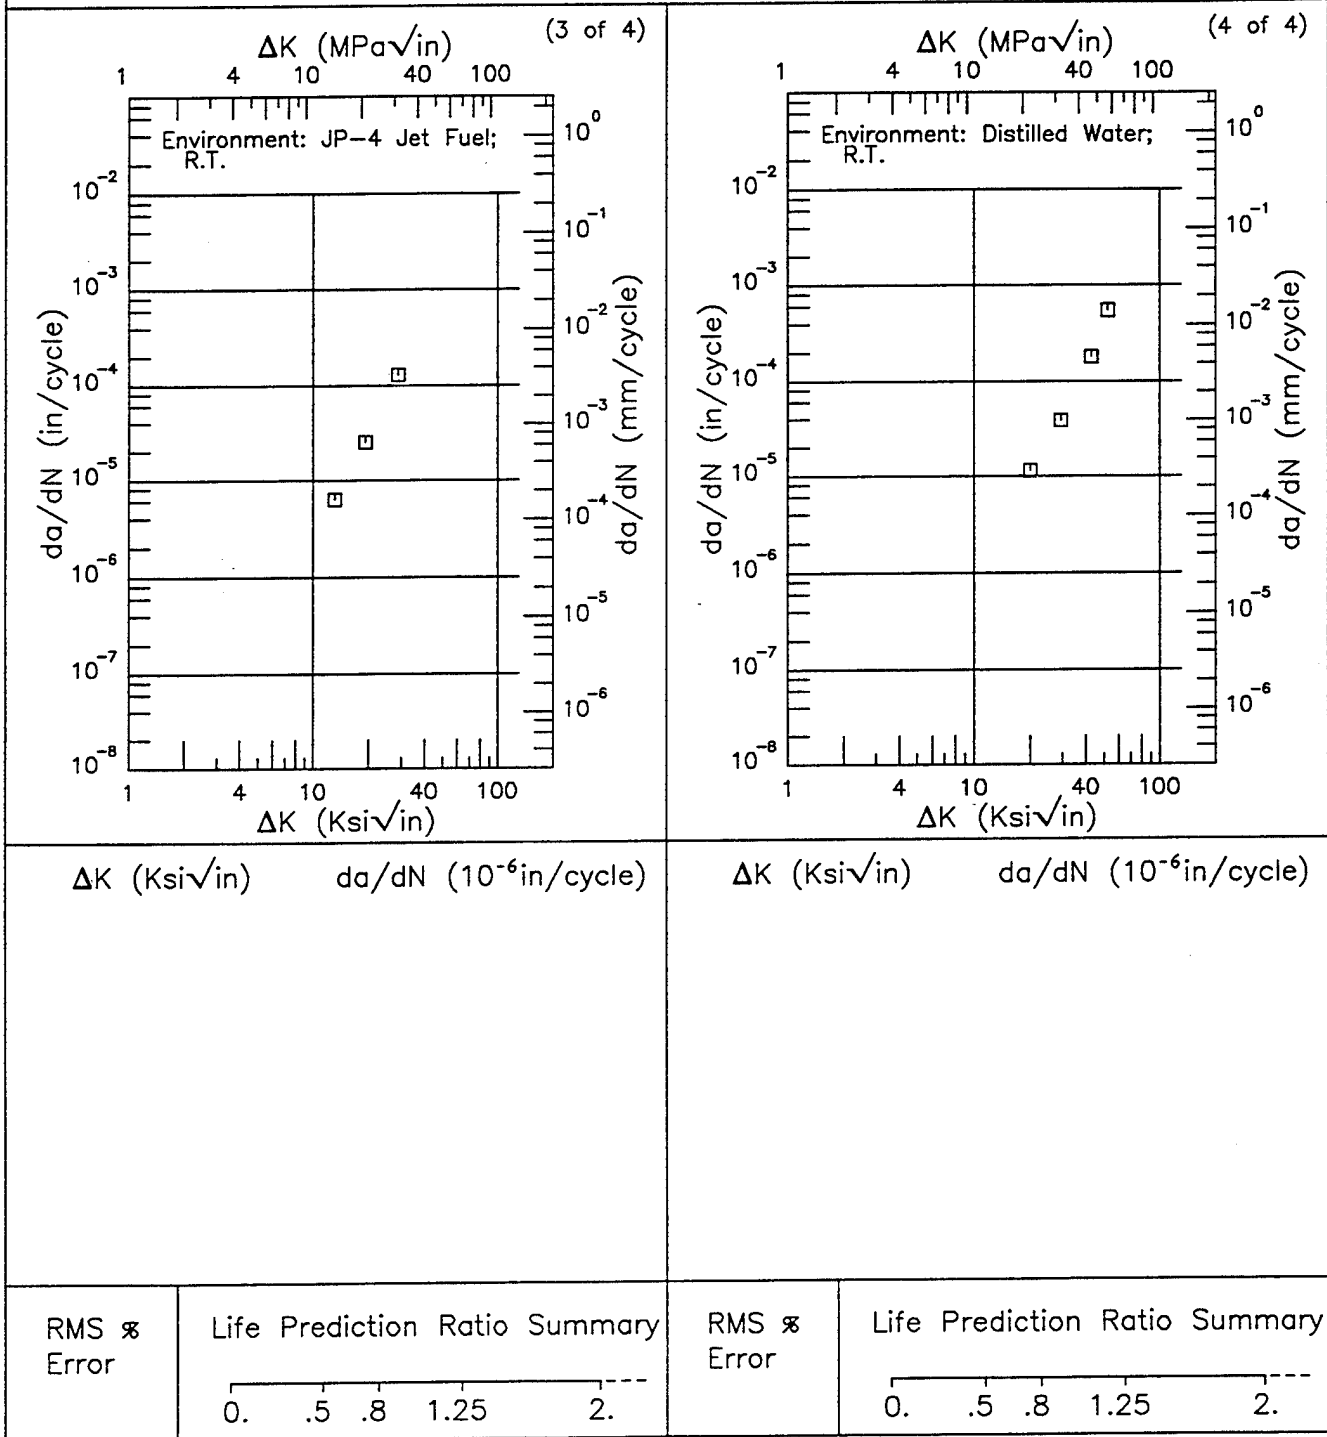 (3 of 4)
ΔK (MPa√in)
1 4 10 40 100
Environment: JP-4 Jet Fuel;
R.T.
da/dN (in/cycle)
10⁻²
10⁻³
10⁻⁴
10⁻⁵
10⁻⁶
10⁻⁷
10⁻⁸
10⁰
10⁻¹
10⁻²
10⁻³
10⁻⁴
10⁻⁵
10⁻⁶
da/dN (mm/cycle)
1 4 10 40 100
ΔK (Ksi√in)
ΔK (Ksi√in) da/dN (10⁻⁶in/cycle)
RMS %
Error
Life Prediction Ratio Summary
0. .5 .8 1.25 2.
(4 of 4)
ΔK (MPa√in)
1 4 10 40 100
Environment: Distilled Water;
R.T.
da/dN (in/cycle)
10⁻²
10⁻³
10⁻⁴
10⁻⁵
10⁻⁶
10⁻⁷
10⁻⁸
10⁰
10⁻¹
10⁻²
10⁻³
10⁻⁴
10⁻⁵
10⁻⁶
da/dN (mm/cycle)
1 4 10 40 100
ΔK (Ksi√in)
ΔK (Ksi√in) da/dN (10⁻⁶in/cycle)
RMS %
Error
Life Prediction Ratio Summary
0. .5 .8 1.25 2.